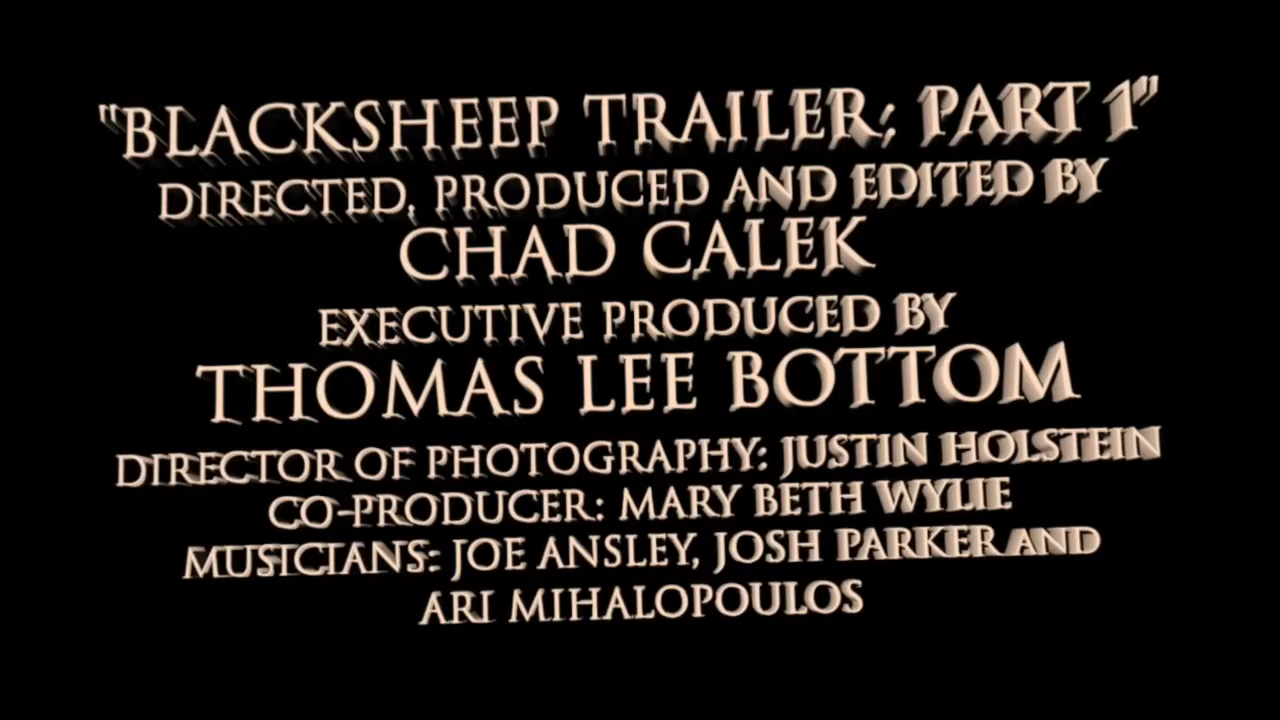 "BLACKSHEEP TRAILER: PART 1"
DIRECTED, PRODUCED AND EDITED BY
CHAD CALEK
EXECUTIVE PRODUCED BY
THOMAS LEE BOTTOM
DIRECTOR OF PHOTOGRAPHY: JUSTIN HOLSTEIN
CO-PRODUCER: MARY BETH WYLIE
MUSICIANS: JOE ANSLEY, JOSH PARKER AND
ARI MIHALOPOULOS